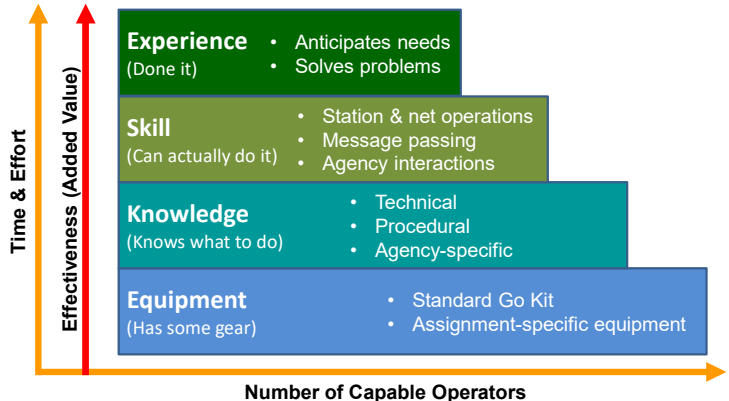 Time & Effort
Effectiveness (Added Value)
Experience
(Done it)
• Anticipates needs
• Solves problems
Skill
(Can actually do it)
• Station & net operations
• Message passing
• Agency interactions
Knowledge
(Knows what to do)
• Technical
• Procedural
• Agency-specific
Equipment
(Has some gear)
• Standard Go Kit
• Assignment-specific equipment
Number of Capable Operators